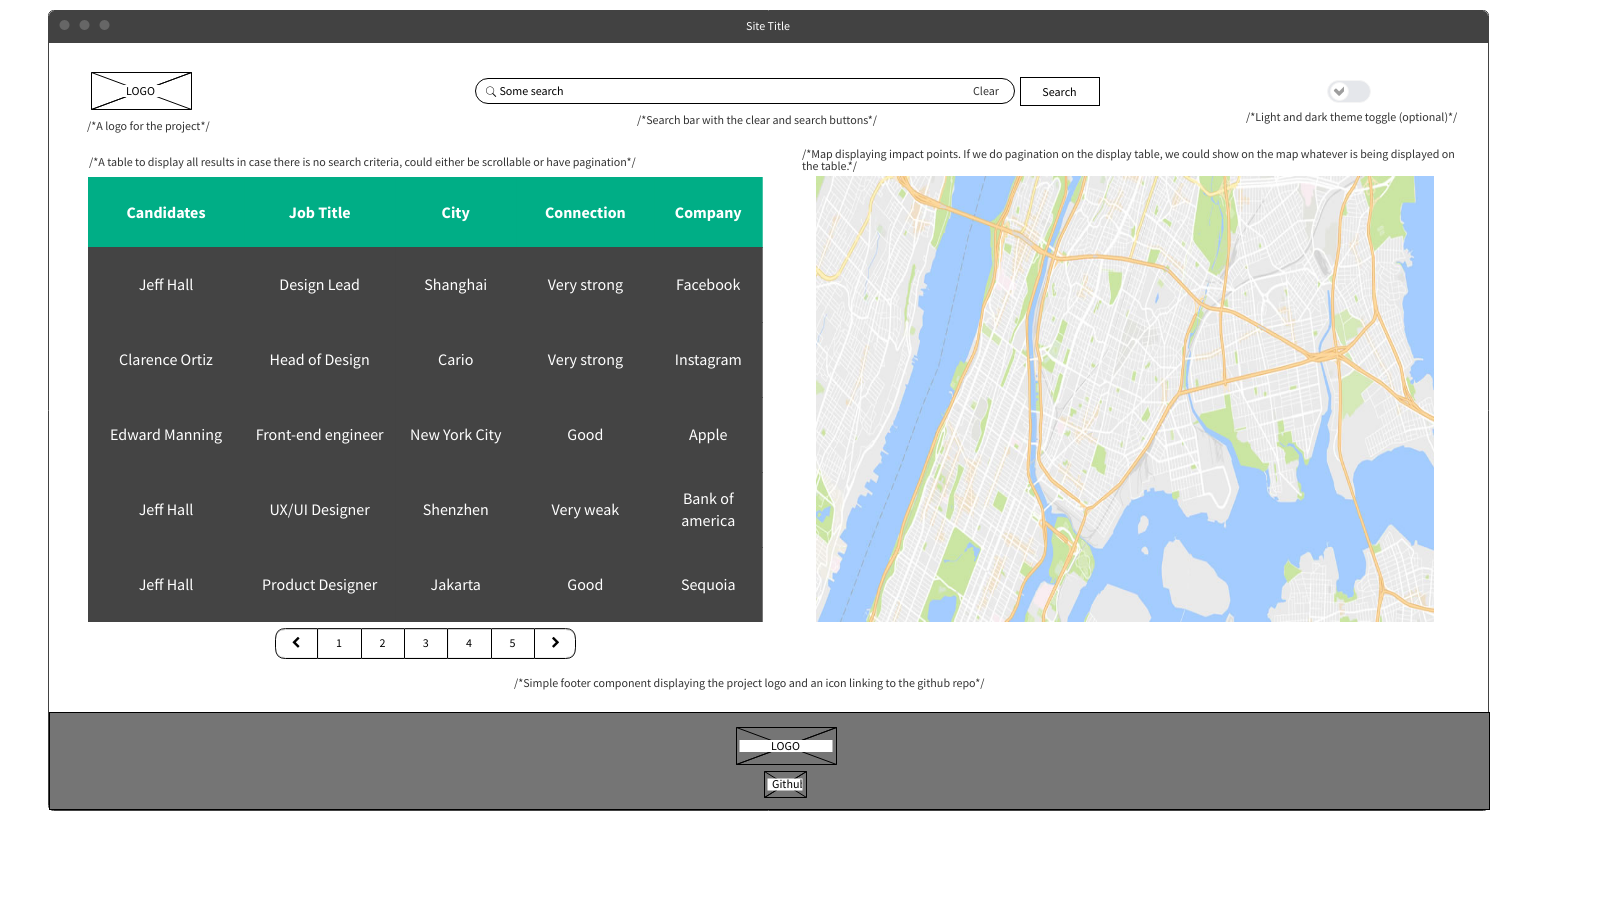 Site Title
LOGO
Some search
Clear
Search
/*A logo for the project*/
/*Search bar with the clear and search buttons*/
/*Light and dark theme toggle (optional)*/
/*A table to display all results in case there is no search criteria, could either be scrollable or have pagination*/
/*Map displaying impact points. If we do pagination on the display table, we could show on the map whatever is being displayed on
the table.*/
Candidates Job Title City Connection Company
Jeff Hall Design Lead Shanghai Very strong Facebook
Clarence Ortiz Head of Design Cario Very strong Instagram
Edward Manning Front-end engineer New York City Good Apple
Jeff Hall UX/UI Designer Shenzhen Very weak Bank of
america
Jeff Hall Product Designer Jakarta Good Sequoia
1 2 3 4 5
/*Simple footer component displaying the project logo and an icon linking to the github repo*/
LOGO
Githul